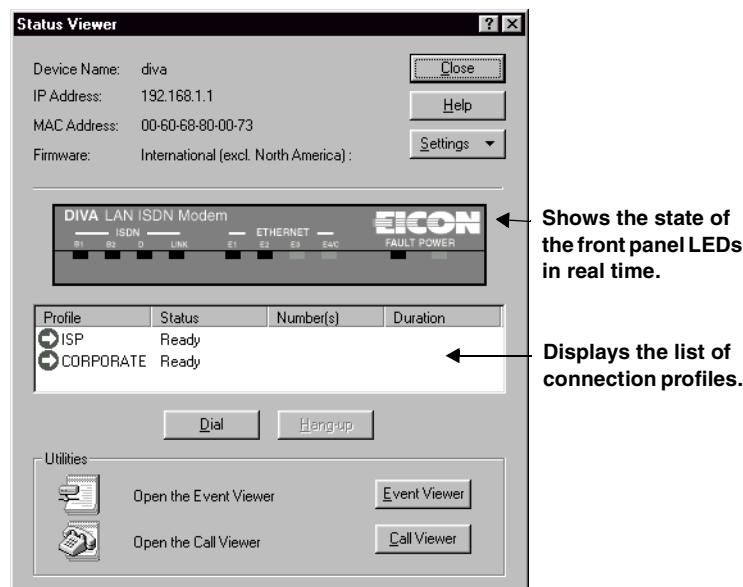 Status Viewer
Device Name: diva
Close
IP Address: 192.168.1.1
Help
MAC Address: 00-60-68-80-00-73
Settings
Firmware: International (excl. North America) :
DIVA LAN ISDN Modem
EICON
ISDN ETHERNET
B1 B2 D LINK E1 E2 E3 E4/C FAULT POWER
Shows the state of
the front panel LEDs
in real time.
Profile Status Number(s) Duration
ISP Ready
CORPORATE Ready
Displays the list of
connection profiles.
Dial Hang-up
Utilities
Open the Event Viewer Event Viewer
Open the Call Viewer Call Viewer